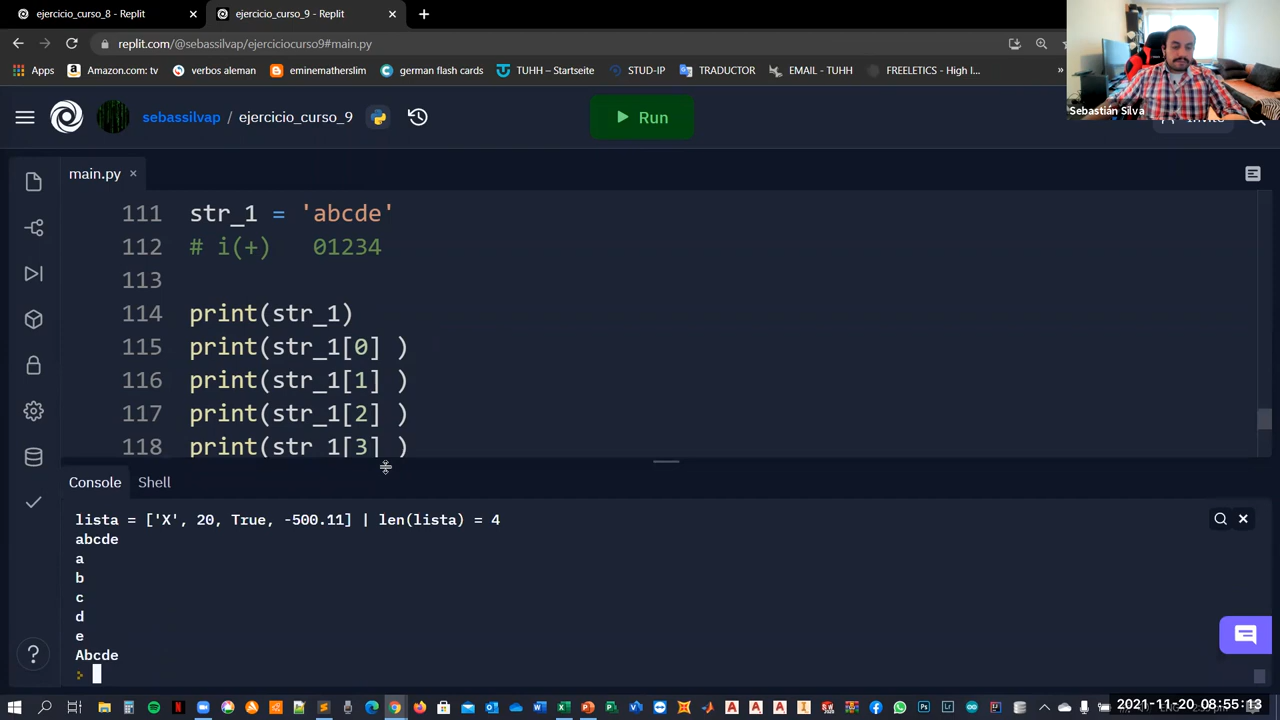 ejercicio_curso_8 - Replit
ejercicio_curso_9 - Replit
replit.com/@sebassilvap/ejerciciocurso9#main.py
Apps
Amazon.com: tv
verbos aleman
eminematherslim
german (
TUHH – Startseite
STUD-IP
TRADUCTOR
EMAIL - TUHH
FREELETICS - High I...
»
Sebastián Silva
sebassilvap / ejercicio_curso_9
Run
main.py
111 str_1 = 'abcde'
112 # i(+)   01234
113
114 print(str_1)
115 print(str_1[0] )
116 print(str_1[1] )
117 print(str_1[2] )
118 print(str_1[3] )
Console
Shell
lista = ['X', 20, True, -500.11] | len(lista) = 4
abcde
a
b
c
d
e
Abcde
?
2021-11-20 08:55:13